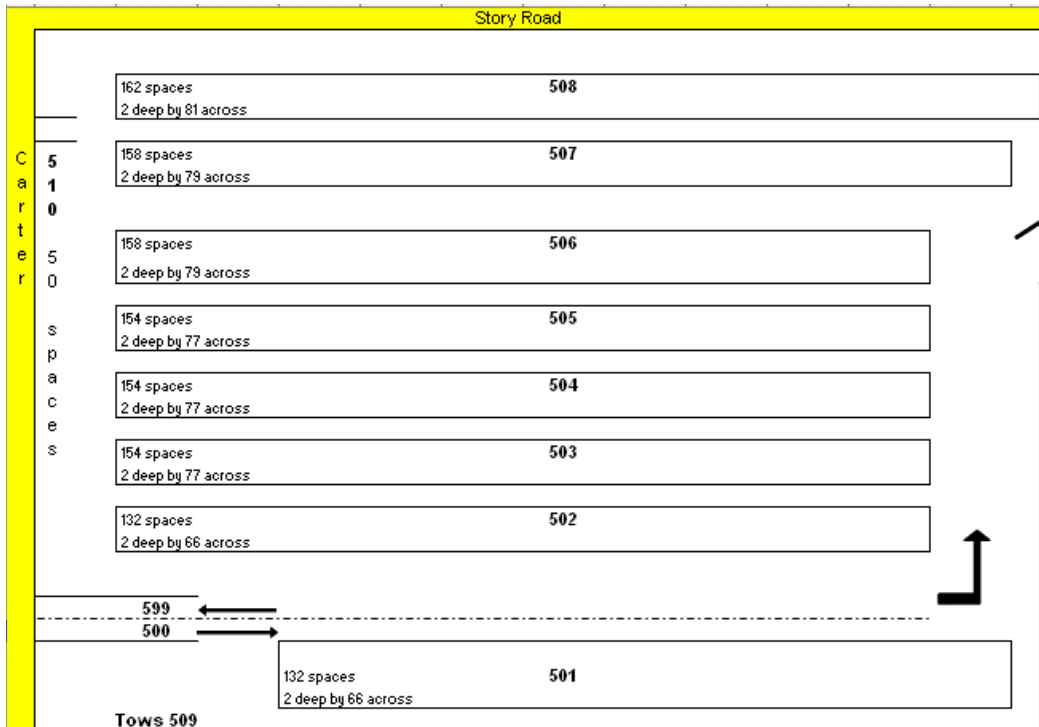 Story Road
Carter
510 50 spaces
162 spaces
508
2 deep by 81 across
158 spaces
507
2 deep by 79 across
158 spaces
506
2 deep by 79 across
154 spaces
505
2 deep by 77 across
154 spaces
504
2 deep by 77 across
154 spaces
503
2 deep by 77 across
132 spaces
502
2 deep by 66 across
599
500
132 spaces
501
2 deep by 66 across
Tows 509